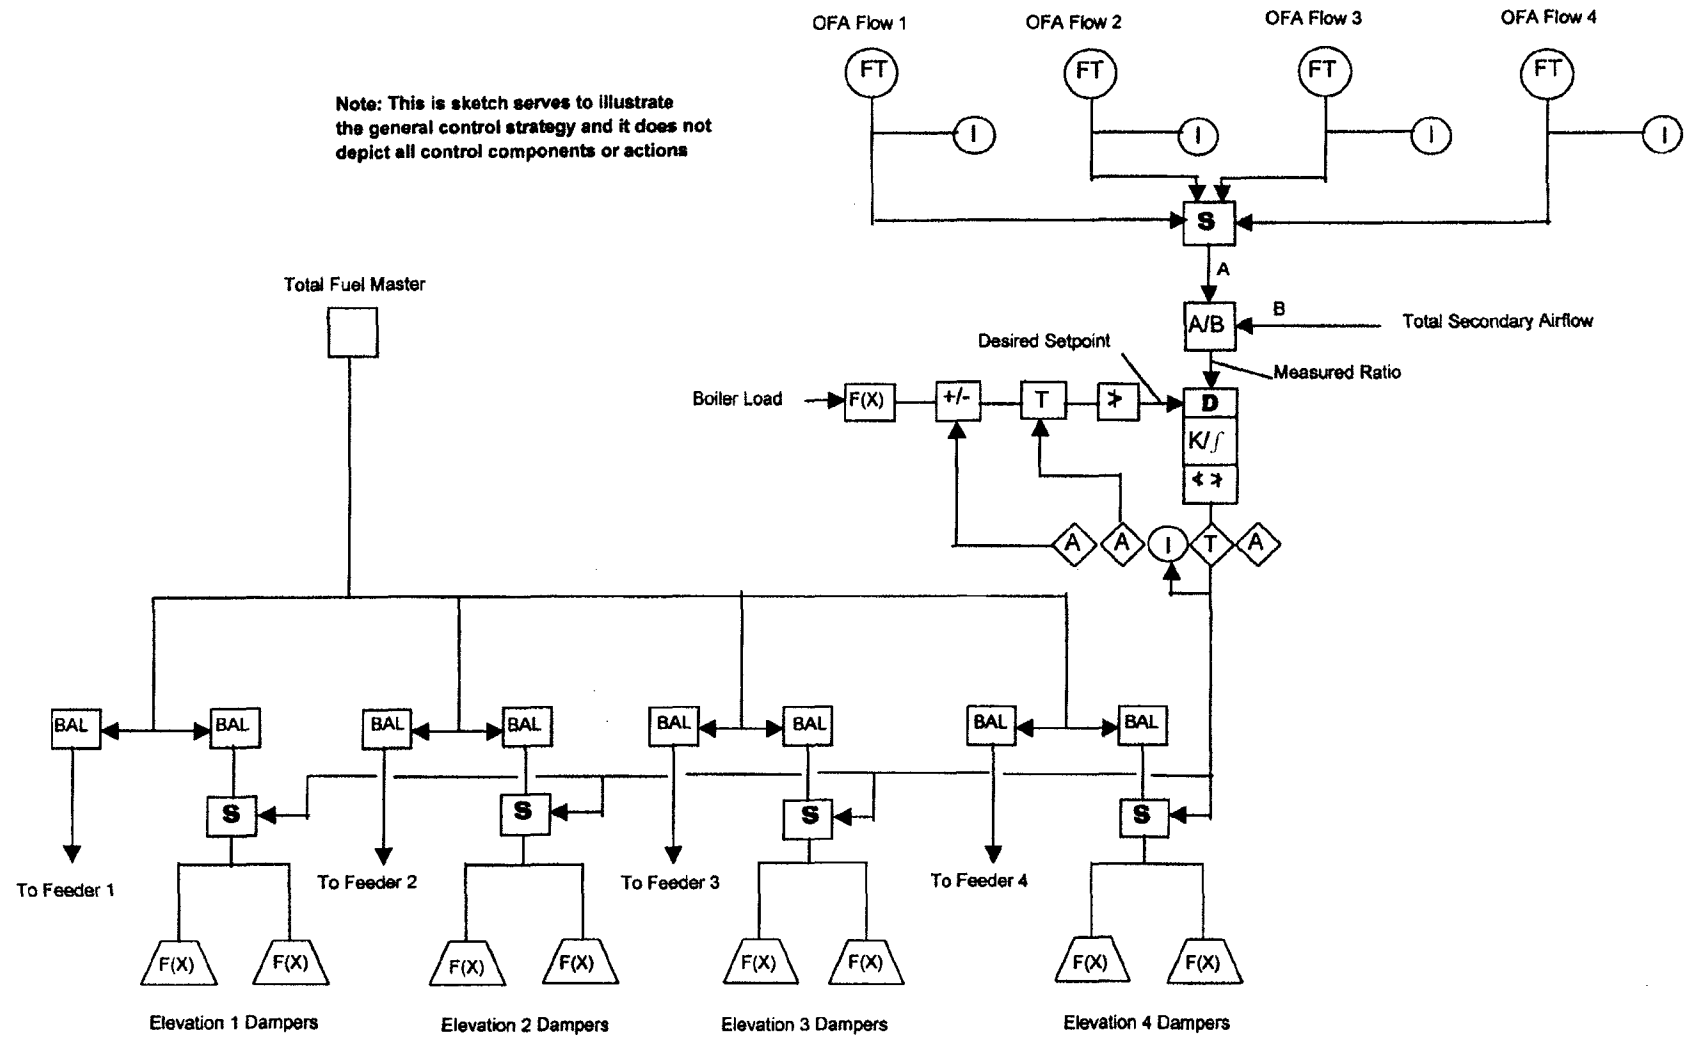 OFA Flow 1
OFA Flow 2
OFA Flow 3
OFA Flow 4
FT
FT
FT
FT
Note: This is sketch serves to illustrate
the general control strategy and it does not
depict all control components or actions
I
I
I
I
S
A
Total Fuel Master
B
A/B
Total Secondary Airflow
Desired Setpoint
Measured Ratio
Boiler Load
F(X)
+/-
T
≯
D
K/∫
≮ ≯
A
A
I
T
A
BAL
BAL
BAL
BAL
BAL
BAL
BAL
BAL
S
S
S
S
To Feeder 1
To Feeder 2
To Feeder 3
To Feeder 4
F(X)
F(X)
F(X)
F(X)
F(X)
F(X)
F(X)
F(X)
Elevation 1 Dampers
Elevation 2 Dampers
Elevation 3 Dampers
Elevation 4 Dampers